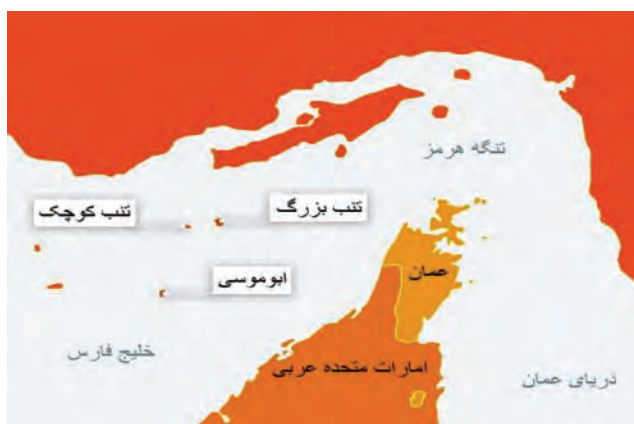 تنگه هرمز
تنب بزرگ
تنب کوچک
عمان
ابوموسی
خلیج فارس
امارات متحده عربی
دریای عمان